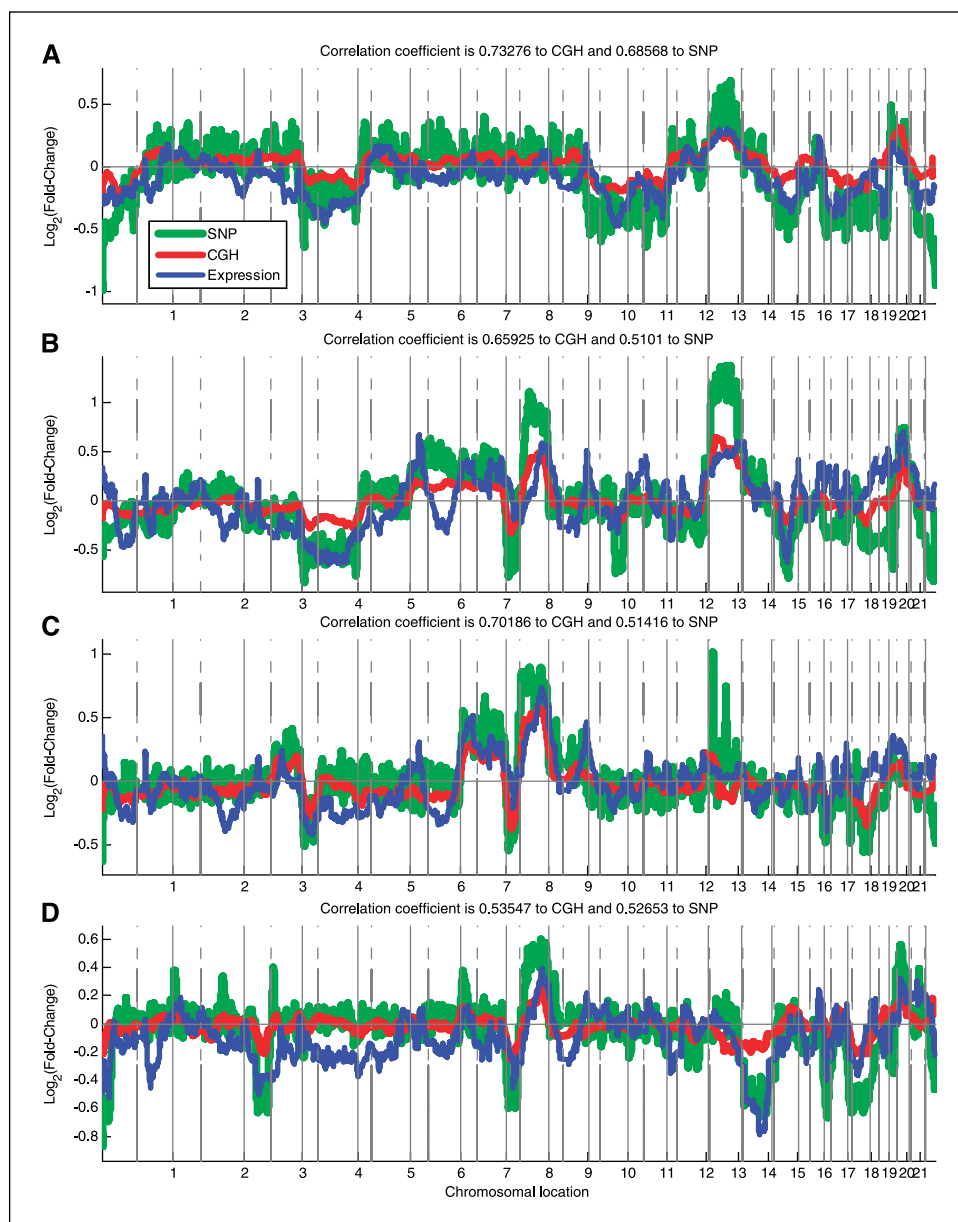 A
Correlation coefficient is 0.73276 to CGH and 0.68568 to SNP
Log2(Fold-Change)
0.5
0
-0.5
-1
SNP
CGH
Expression
1 2 3 4 5 6 7 8 9 10 11 12 13 14 15 16 17 18 19 20 21
B
Correlation coefficient is 0.65925 to CGH and 0.5101 to SNP
Log2(Fold-Change)
1
0.5
0
-0.5
1 2 3 4 5 6 7 8 9 10 11 12 13 14 15 16 17 18 19 20 21
C
Correlation coefficient is 0.70186 to CGH and 0.51416 to SNP
Log2(Fold-Change)
1
0.5
0
-0.5
1 2 3 4 5 6 7 8 9 10 11 12 13 14 15 16 17 18 19 20 21
D
Correlation coefficient is 0.53547 to CGH and 0.52653 to SNP
Log2(Fold-Change)
0.6
0.4
0.2
0
-0.2
-0.4
-0.6
-0.8
1 2 3 4 5 6 7 8 9 10 11 12 13 14 15 16 17 18 19 20 21
Chromosomal location